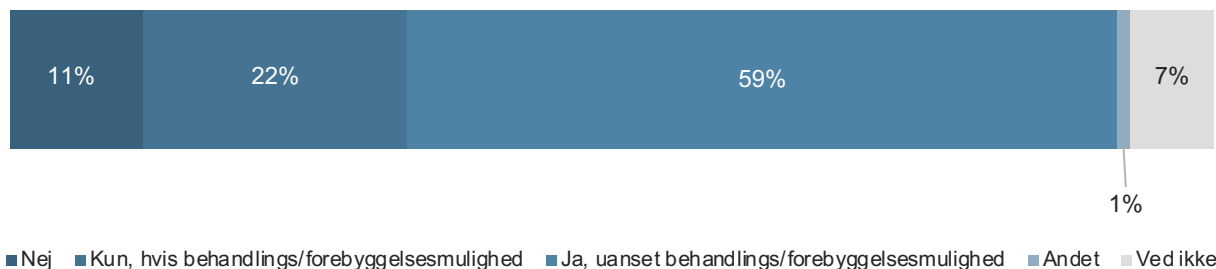 11% 22% 59% 7%
1%
Nej Kun, hvis behandlings/forebyggelsesmulighed Ja, uanset behandlings/forebyggelsesmulighed Andet Ved ikke